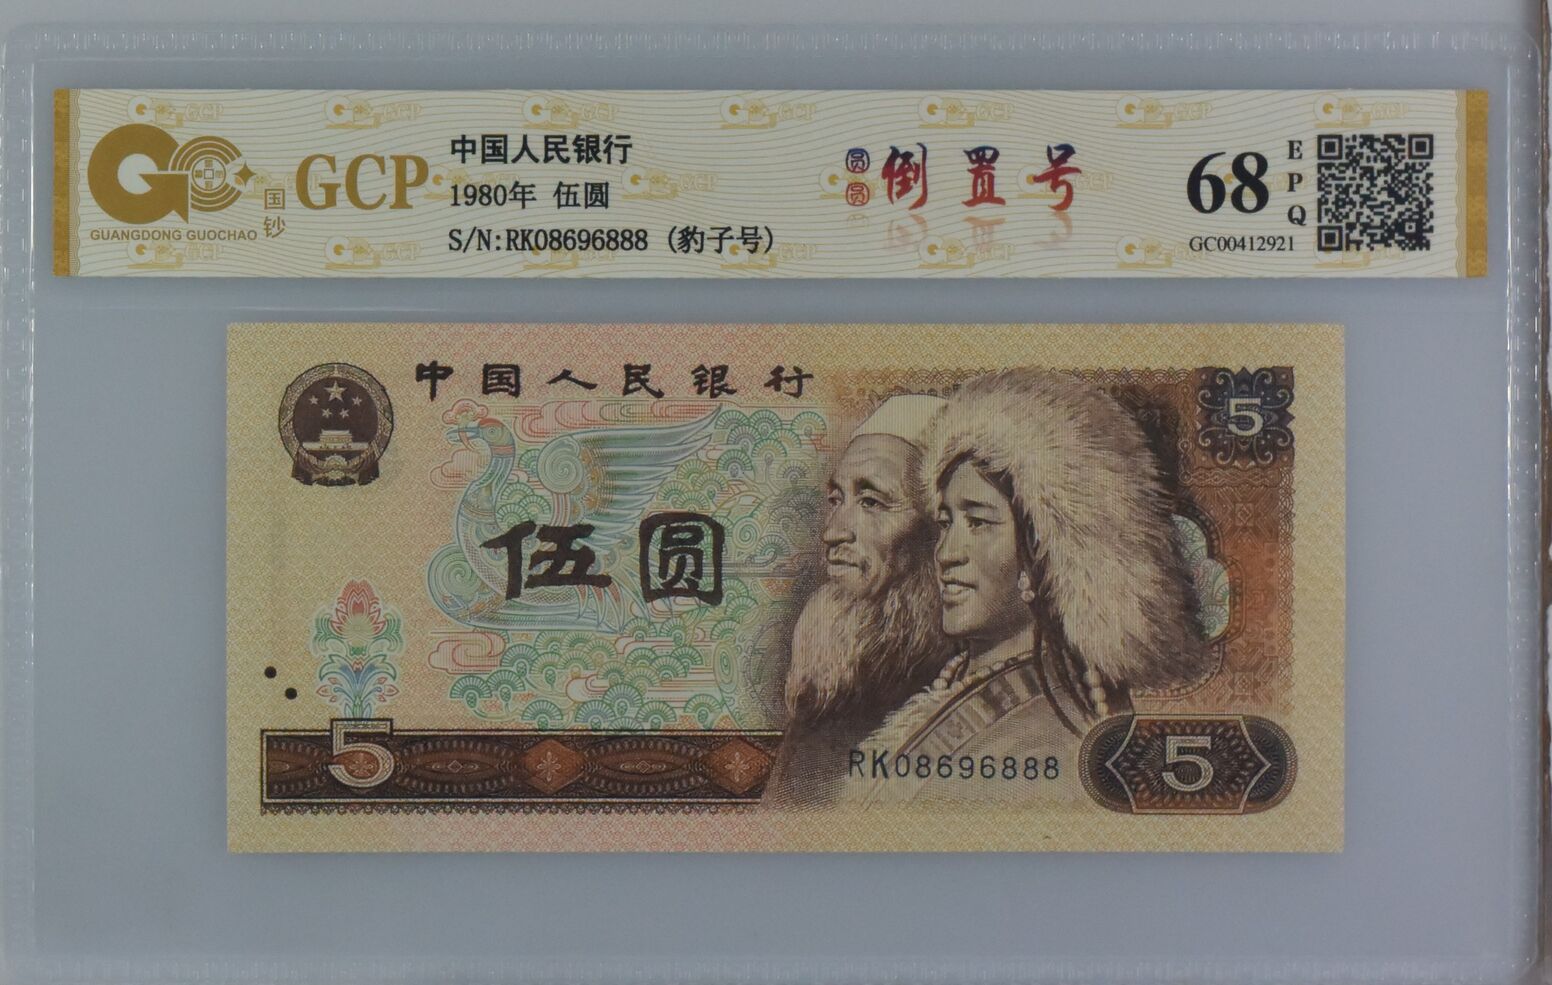 GCP
GUANGDONG GUOCHAO
国钞
中国人民银行
1980年 伍圆
S/N:RK08696888 (豹子号)
圆圆
倒置号
68
EPQ
GC00412921
中国人民银行
5
伍圆
5
RK08696888
5